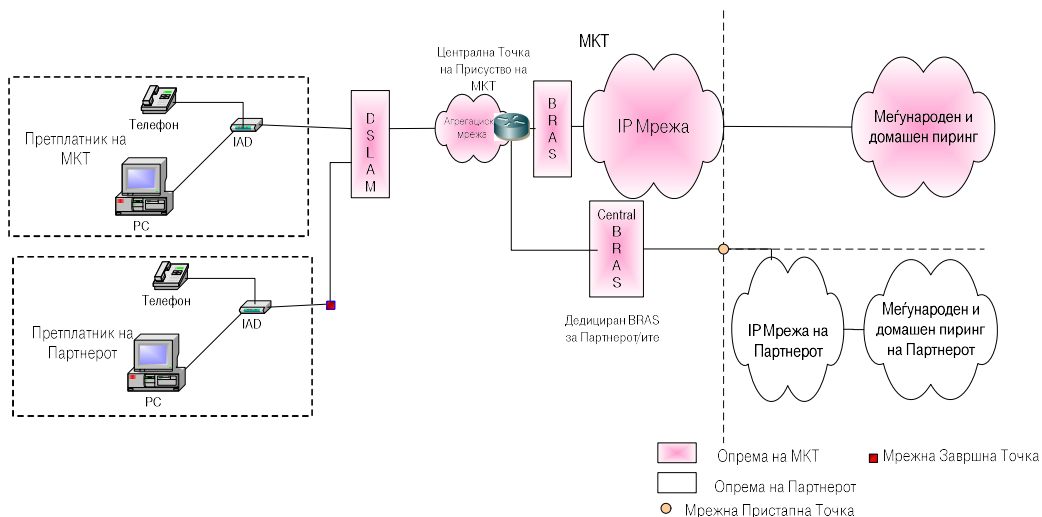 МКТ
Централна Точка
на Присуство на
МКТ
Телефон
Претплатник на
МКТ
IAD
PC
D
S
L
A
M
Агрегациска
мрежа
B
R
A
S
IP Мрежа
Меѓународен и
домашен пиринг
Central
B
R
A
S
Дедициран BRAS
за Партнерот/ите
Телефон
Претплатник на
Партнерот
IAD
PC
IP Мрежа на
Партнерот
Меѓународен и
домашен пиринг
на Партнерот
Опрема на МКТ
Мрежна Завршна Точка
Опрема на Партнерот
Мрежна Пристапна Точка